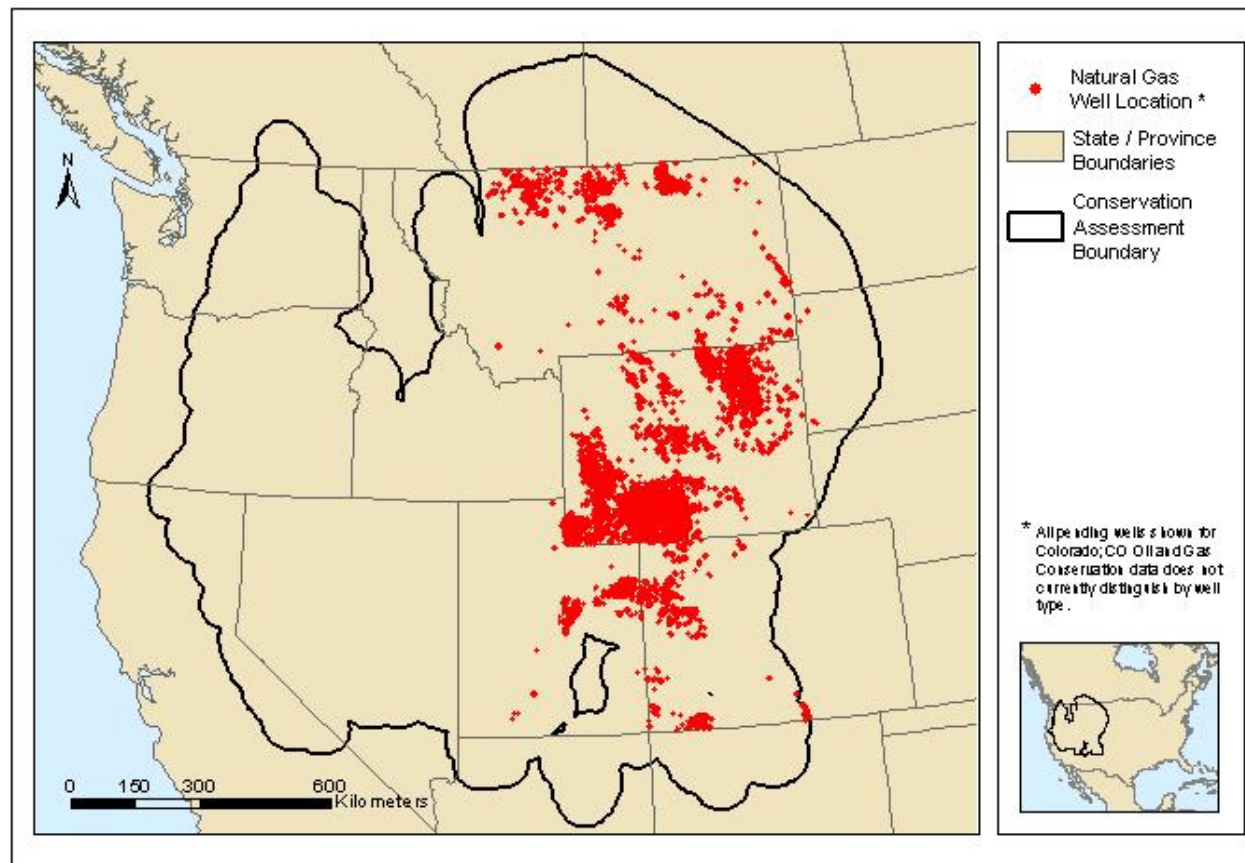 N
0 150 300 600
Kilometers
Natural Gas
Well Location *
State / Province
Boundaries
Conservation
Assessment
Boundary
* All pending wells shown for
Colorado; CO Oil and Gas
Conservation data does not
currently distinguish by well
type.